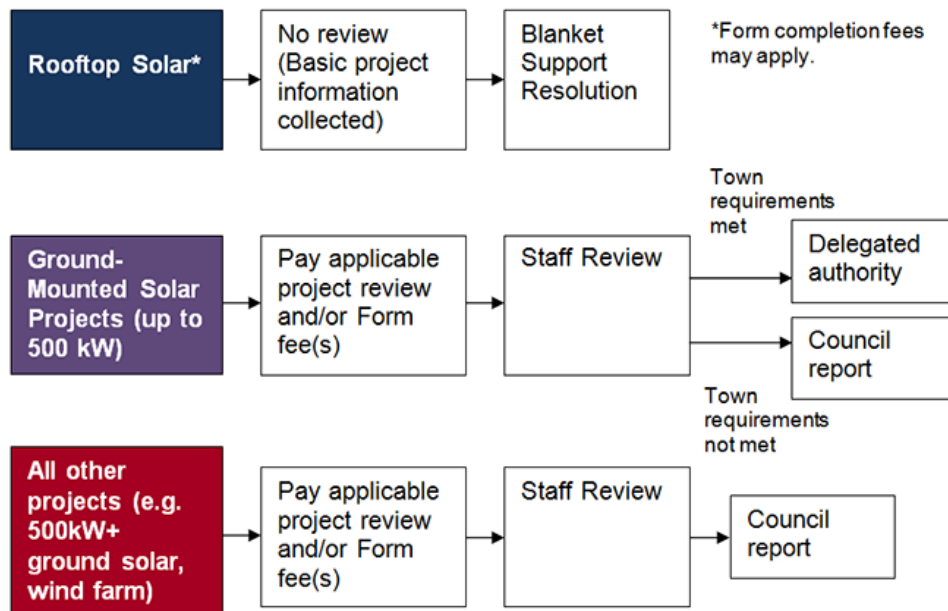 Rooftop Solar*
No review
(Basic project
information
collected)
Blanket
Support
Resolution
*Form completion fees
may apply.
Ground-
Mounted Solar
Projects (up to
500 kW)
Pay applicable
project review
and/or Form
fee(s)
Staff Review
Town
requirements
met
Delegated
authority
Council
report
Town
requirements
not met
All other
projects (e.g.
500kW+
ground solar,
wind farm)
Pay applicable
project review
and/or Form
fee(s)
Staff Review
Council
report